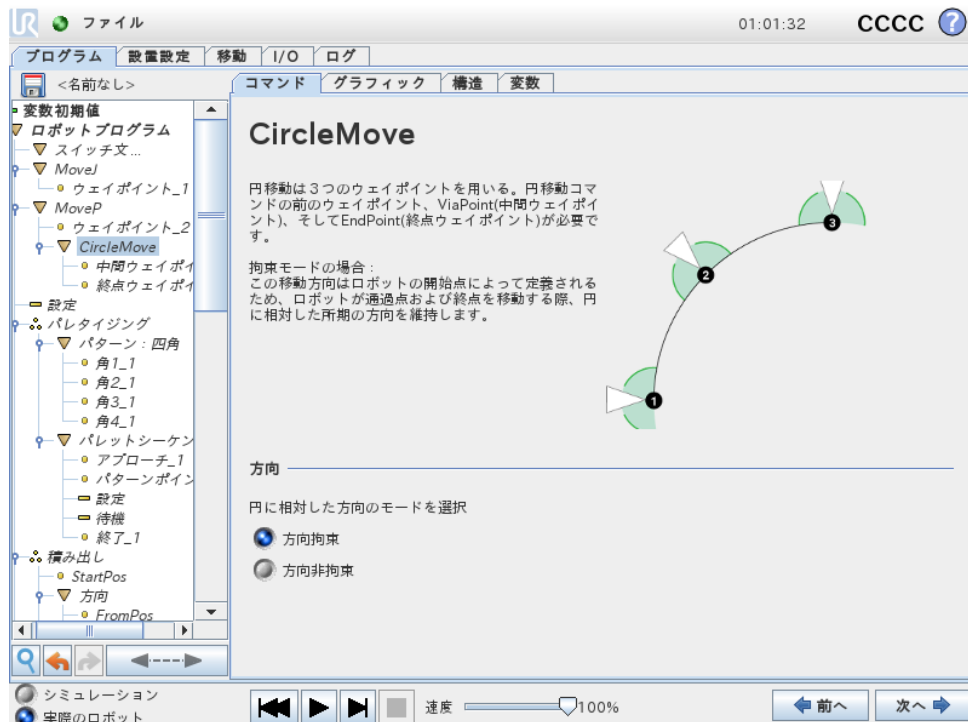 UR ファイル 01:01:32 CCCC ?
プログラム 設置設定 移動 I/O ログ
<名前なし>
コマンド グラフィック 構造 変数
変数初期値
ロボットプログラム
スイッチ文...
MoveJ
ウェイポイント_1
MoveP
ウェイポイント_2
CircleMove
中間ウェイポイ
終点ウェイポイ
設定
パレタイジング
パターン：四角
角1_1
角2_1
角3_1
角4_1
パレットシーケン
アプローチ_1
パターンポイン
設定
待機
終了_1
積み出し
StartPos
方向
FromPos
CircleMove
円移動は３つのウェイポイントを用いる。円移動コマ
ンドの前のウェイポイント、ViaPoint(中間ウェイポイ
ント)、そしてEndPoint(終点ウェイポイント)が必要で
す。
拘束モードの場合：
この移動方向はロボットの開始点によって定義される
ため、ロボットが通過点および終点を移動する際、円
に相対した所期の方向を維持します。
3
2
1
方向
円に相対した方向のモードを選択
方向拘束
方向非拘束
シミュレーション
実際のロボット
速度 100%
前へ 次へ